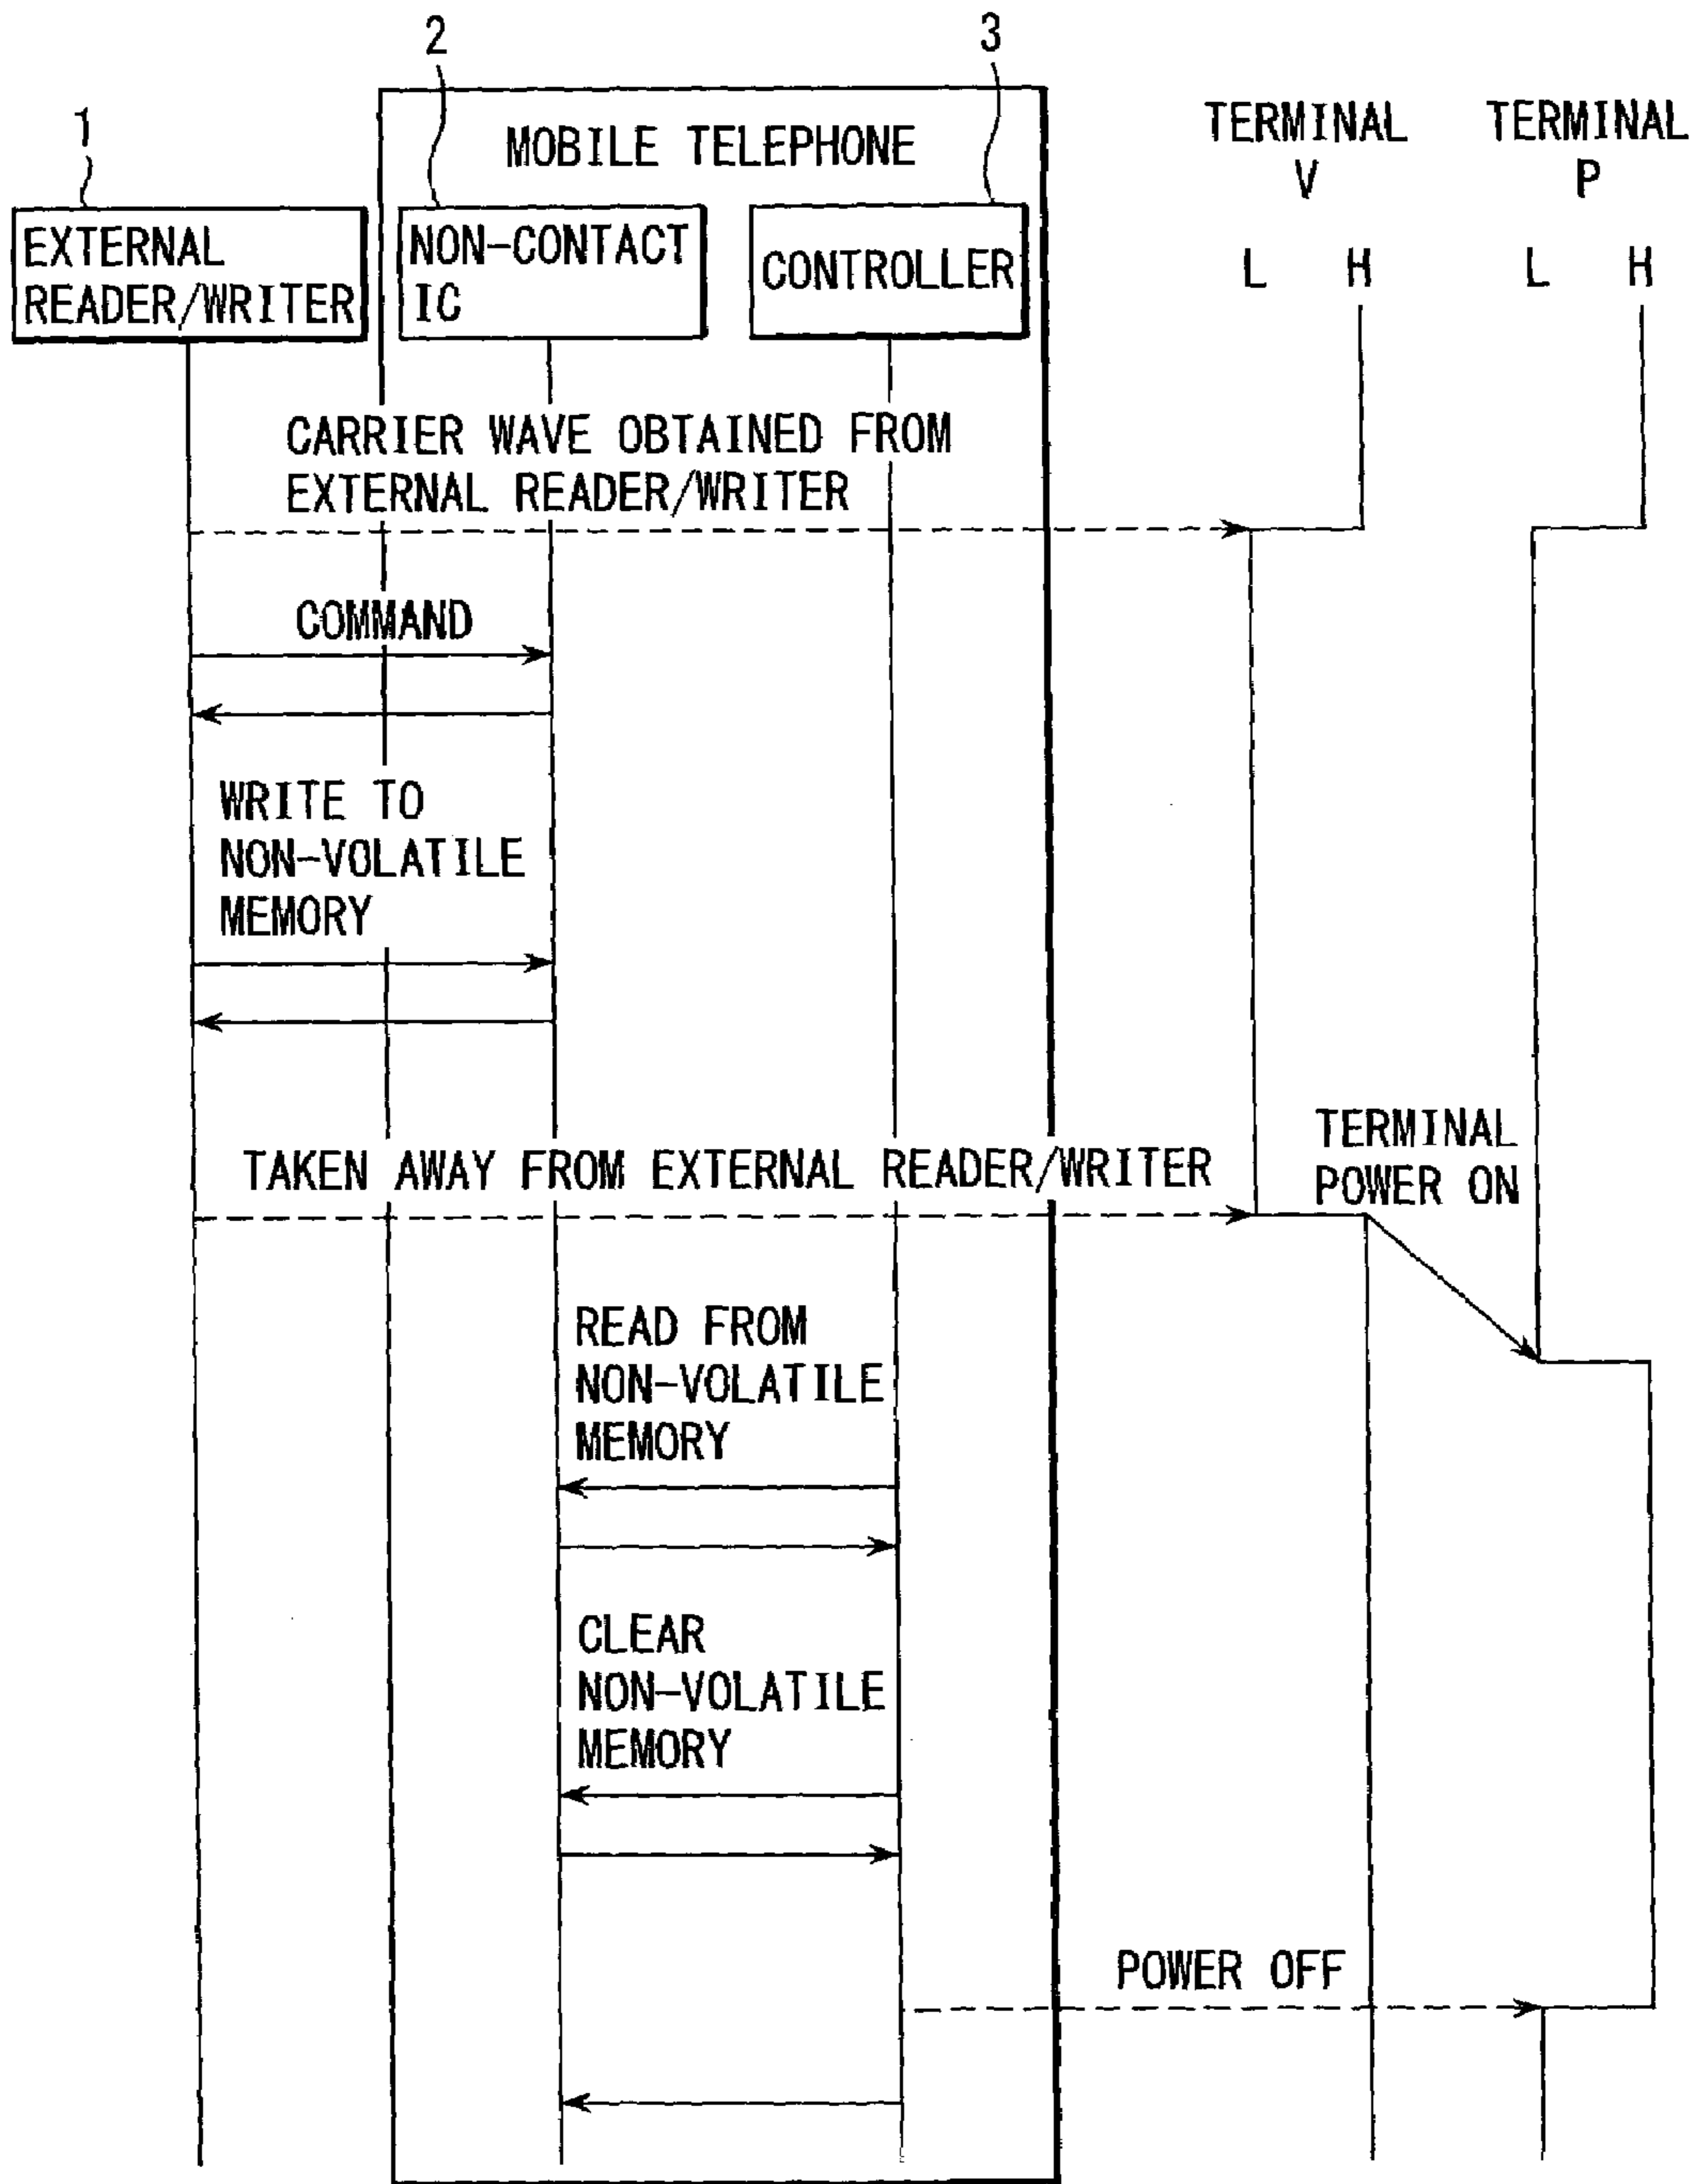 2
3
1
MOBILE TELEPHONE
TERMINAL
V
TERMINAL
P
EXTERNAL
READER/WRITER
NON-CONTACT
IC
CONTROLLER
L H
L H
CARRIER WAVE OBTAINED FROM
EXTERNAL READER/WRITER
COMMAND
WRITE TO
NON-VOLATILE
MEMORY
TERMINAL
POWER ON
TAKEN AWAY FROM EXTERNAL READER/WRITER
READ FROM
NON-VOLATILE
MEMORY
CLEAR
NON-VOLATILE
MEMORY
POWER OFF